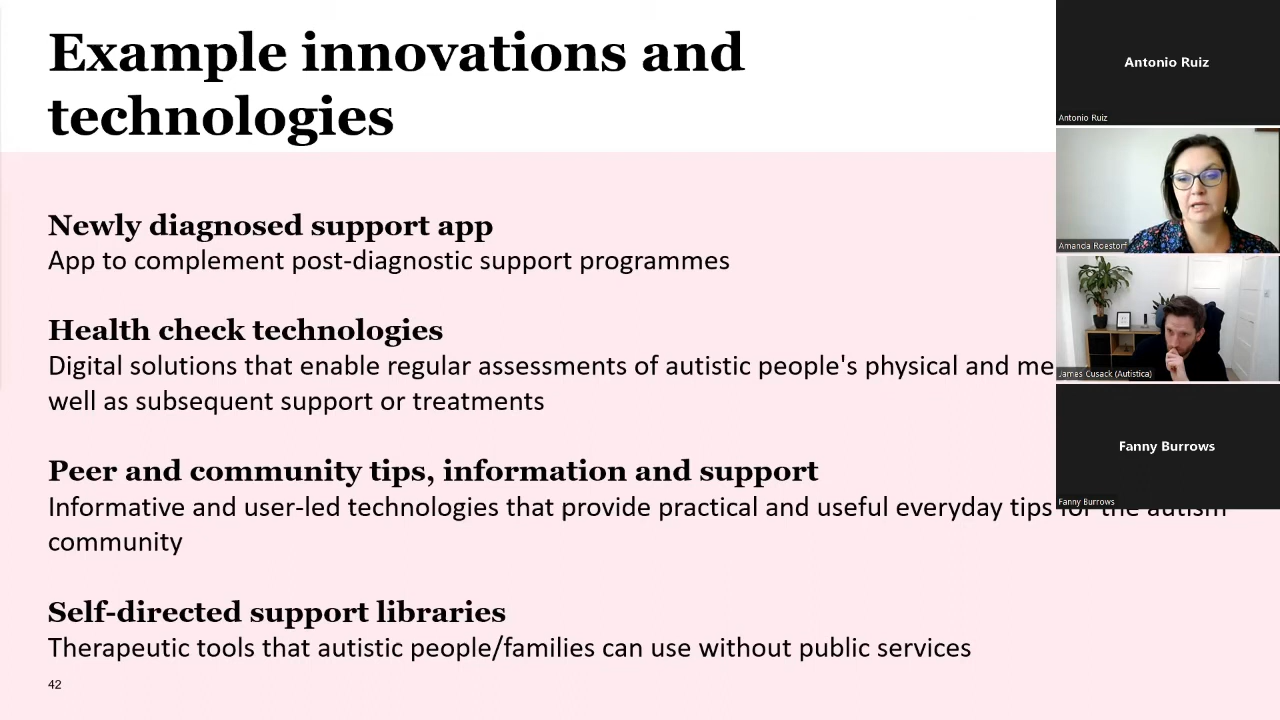 Example innovations and
technologies
Newly diagnosed support app
App to complement post-diagnostic support programmes
Health check technologies
Digital solutions that enable regular assessments of autistic people's physical and me
well as subsequent support or treatments
Peer and community tips, information and support
Informative and user-led technologies that provide practical and useful everyday tips for the autism
community
Self-directed support libraries
Therapeutic tools that autistic people/families can use without public services
42
Antonio Ruiz
Antonio Ruiz
Amanda Roestorf
James Cusack (Autistica)
Fanny Burrows
Fanny Burrows